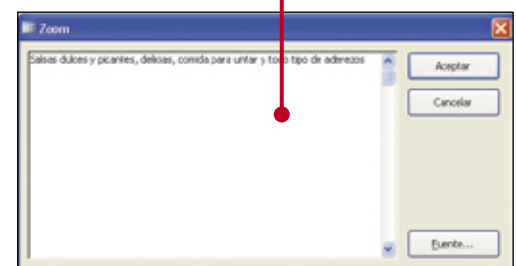 Zoom
Salsas dulces y picantes, delicias, comida para untar y todo tipo de aderezos
Aceptar
Cancelar
Fuente...